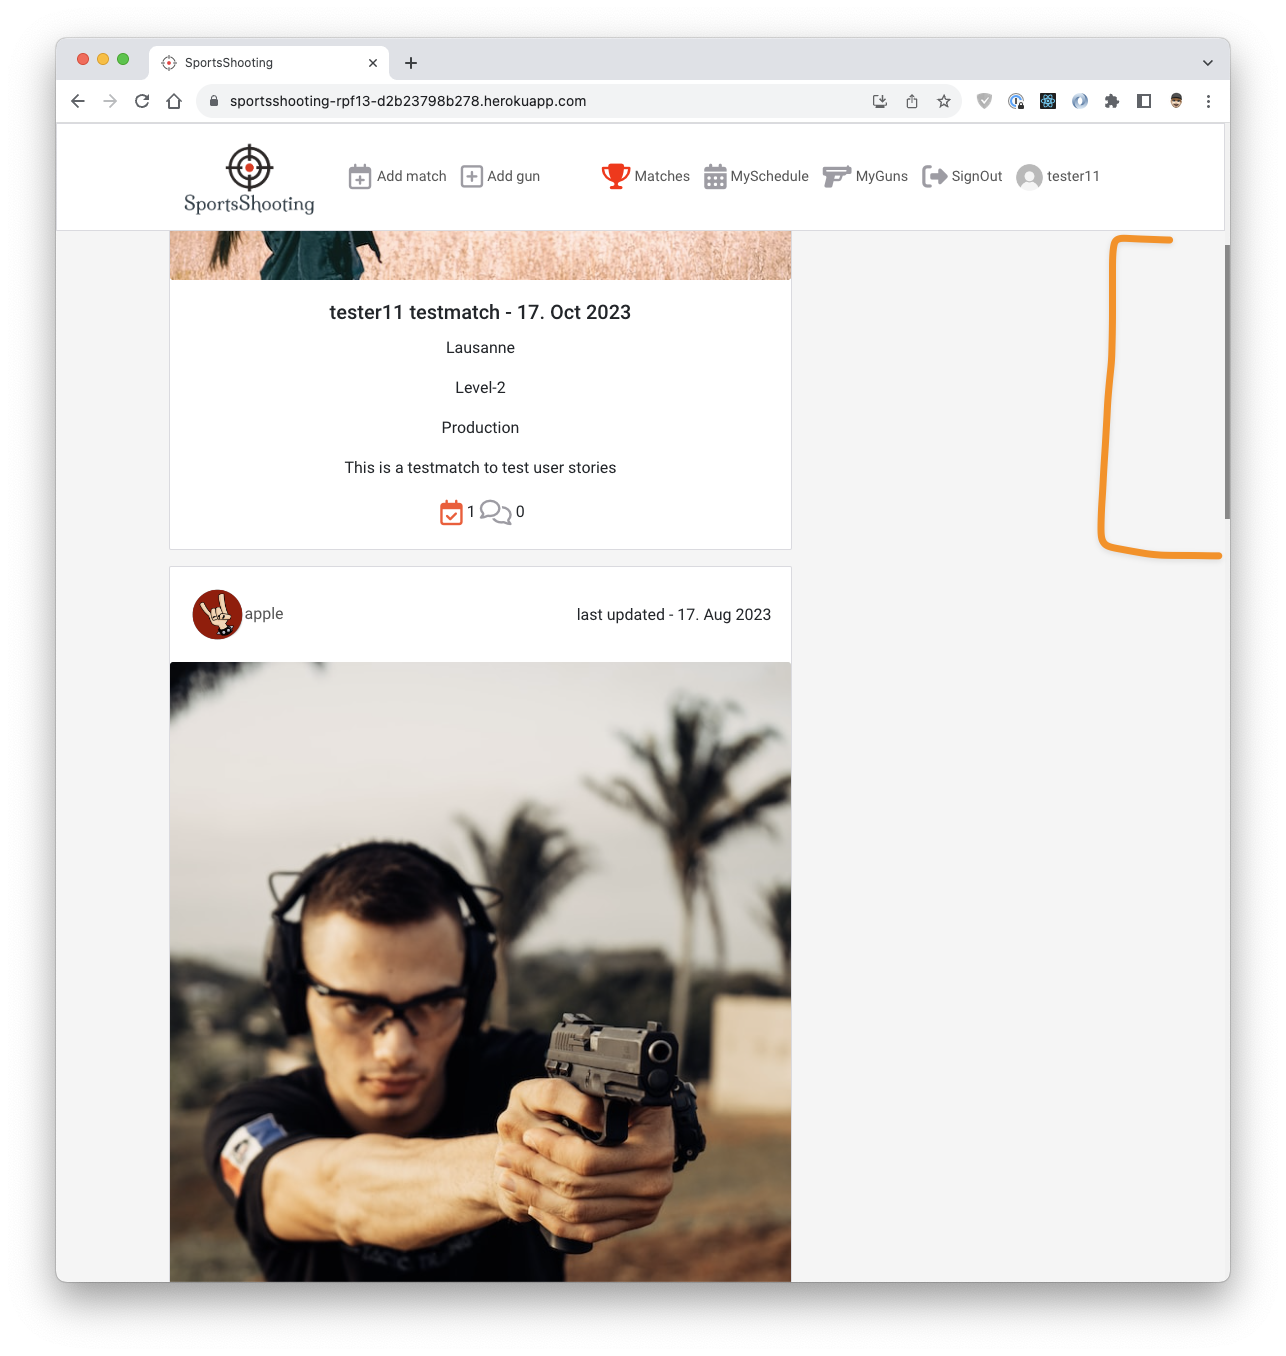 SportsShooting
sportsshooting-rpf13-d2b23798b278.herokuapp.com
SportsShooting
Add match
Add gun
Matches
MySchedule
MyGuns
SignOut
tester11
tester11 testmatch - 17. Oct 2023
Lausanne
Level-2
Production
This is a testmatch to test user stories
1 0
apple
last updated - 17. Aug 2023